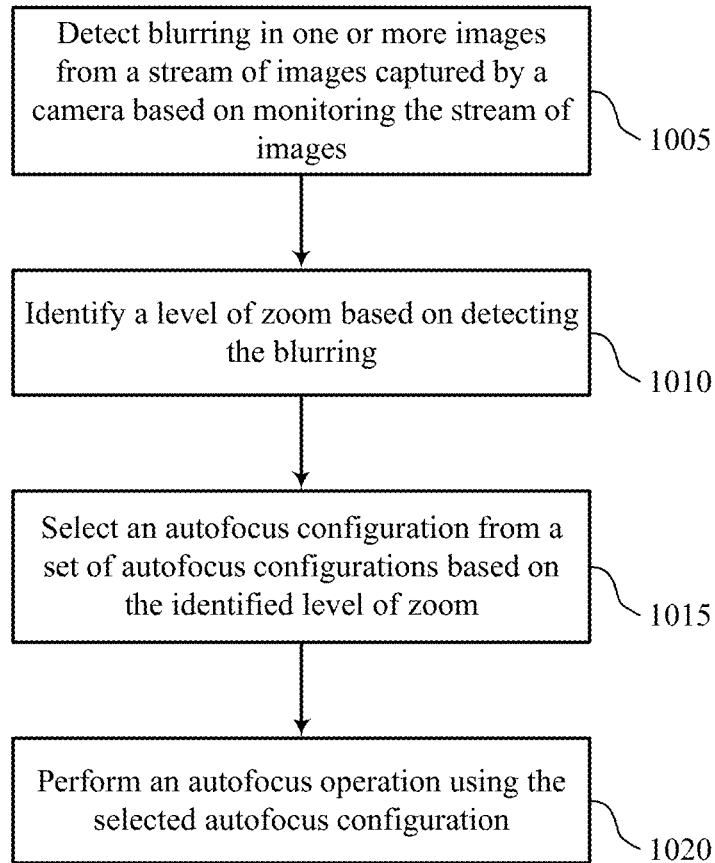 Detect blurring in one or more images
from a stream of images captured by a
camera based on monitoring the stream of
images
1005
Identify a level of zoom based on detecting
the blurring
1010
Select an autofocus configuration from a
set of autofocus configurations based on
the identified level of zoom
1015
Perform an autofocus operation using the
selected autofocus configuration
1020